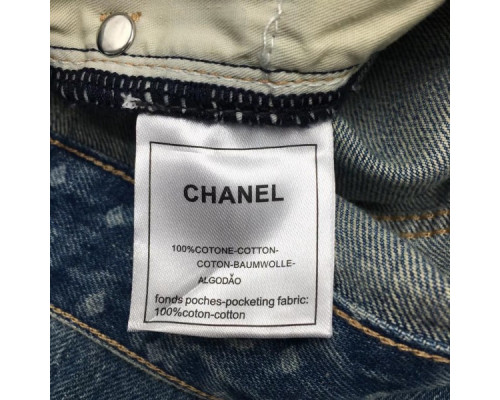 CHANEL
100%COTONE-COTTON-
COTON-BAUMWOLLE-
ALGODÃO
fonds poches-pocketing fabric:
100%coton-cotton